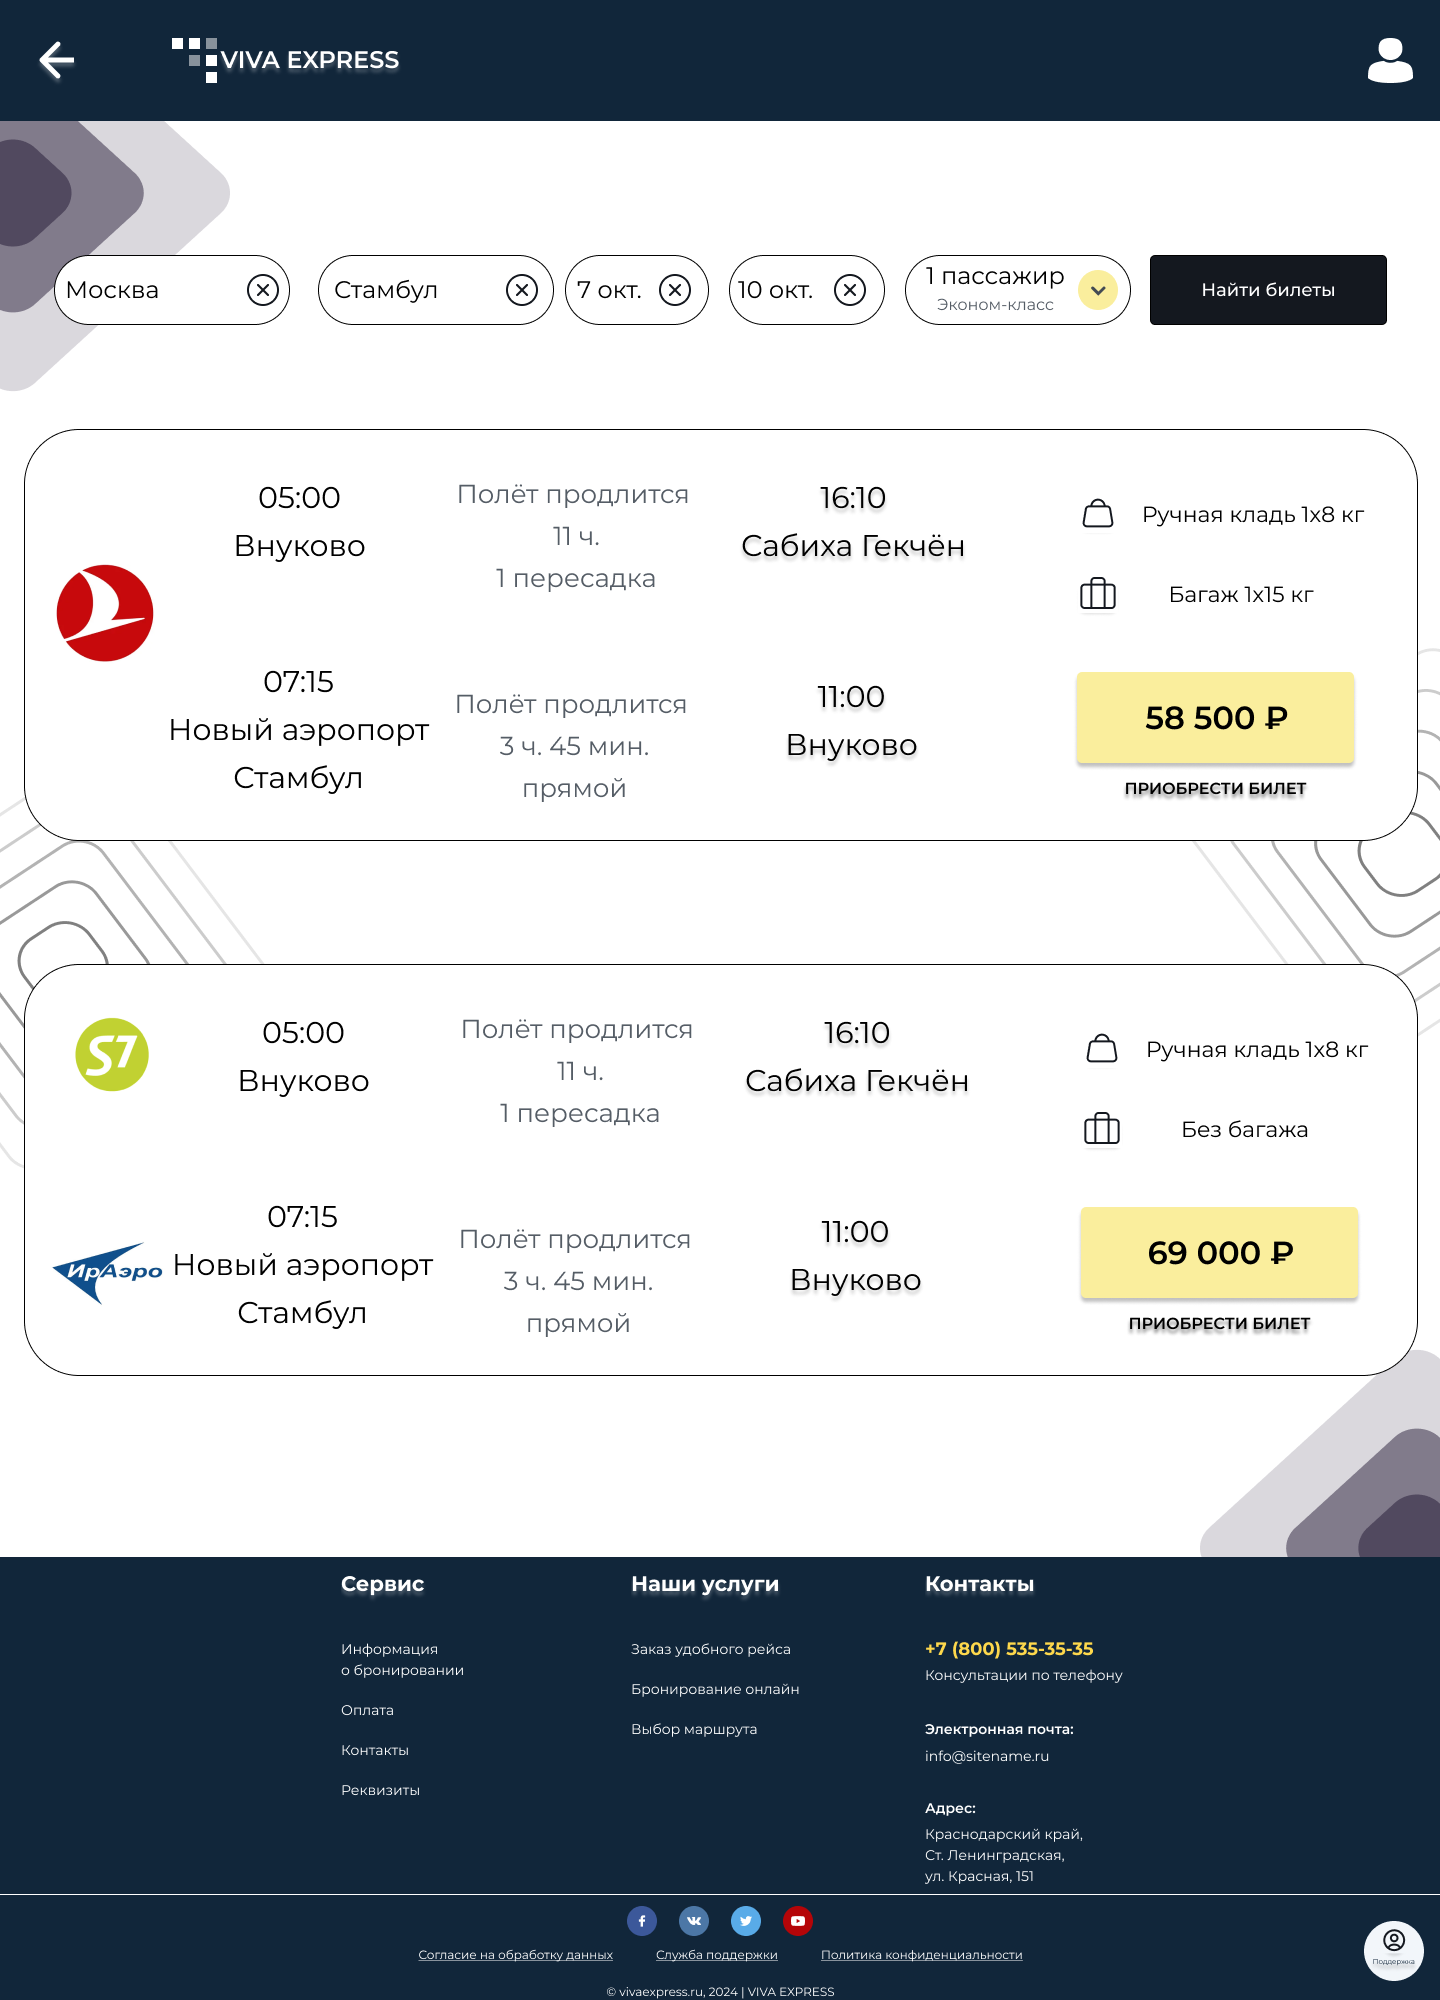 VIVA EXPRESS
Москва
Стамбул
7 окт.
10 окт.
1 пассажир
Эконом-класс
Найти билеты
05:00
Внуково
Полёт продлится
11 ч.
1 пересадка
16:10
Сабиха Гекчён
Ручная кладь 1х8 кг
Багаж 1х15 кг
07:15
Новый аэропорт
Стамбул
Полёт продлится
3 ч. 45 мин.
прямой
11:00
Внуково
58 500 ₽
ПРИОБРЕСТИ БИЛЕТ
S7
05:00
Внуково
Полёт продлится
11 ч.
1 пересадка
16:10
Сабиха Гекчён
Ручная кладь 1х8 кг
Без багажа
ИрАэро
07:15
Новый аэропорт
Стамбул
Полёт продлится
3 ч. 45 мин.
прямой
11:00
Внуково
69 000 ₽
ПРИОБРЕСТИ БИЛЕТ
Сервис
Информация
о бронировании
Оплата
Контакты
Реквизиты
Наши услуги
Заказ удобного рейса
Бронирование онлайн
Выбор маршрута
Контакты
+7 (800) 535-35-35
Консультации по телефону
Электронная почта:
info@sitename.ru
Адрес:
Краснодарский край,
Ст. Ленинградская,
ул. Красная, 151
Согласие на обработку данных
Служба поддержки
Политика конфиденциальности
Поддержка
© vivaexpress.ru, 2024 | VIVA EXPRESS